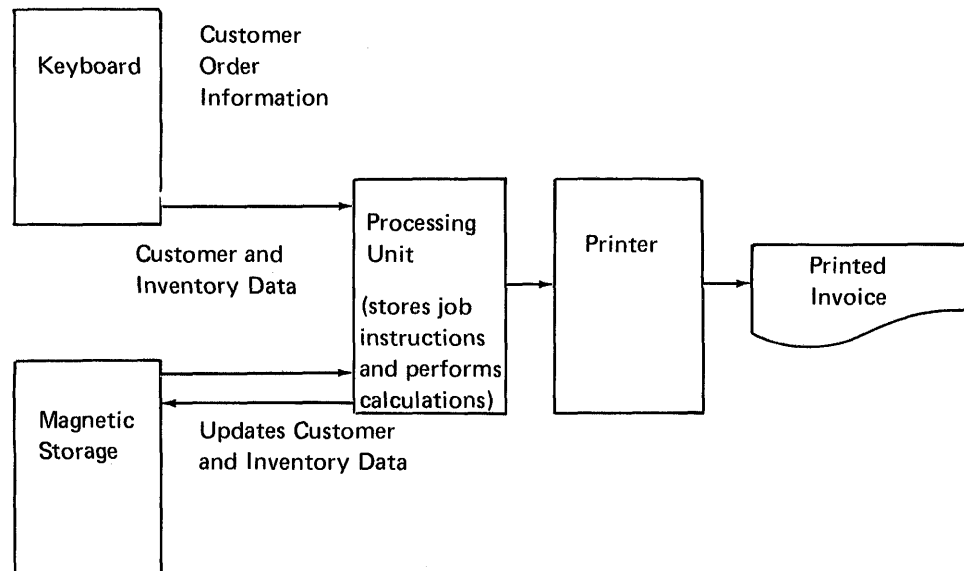 Keyboard
Customer
Order
Information
Customer and
Inventory Data
Processing
Unit
(stores job
instructions
and performs
calculations)
Printer
Printed
Invoice
Magnetic
Storage
Updates Customer
and Inventory Data